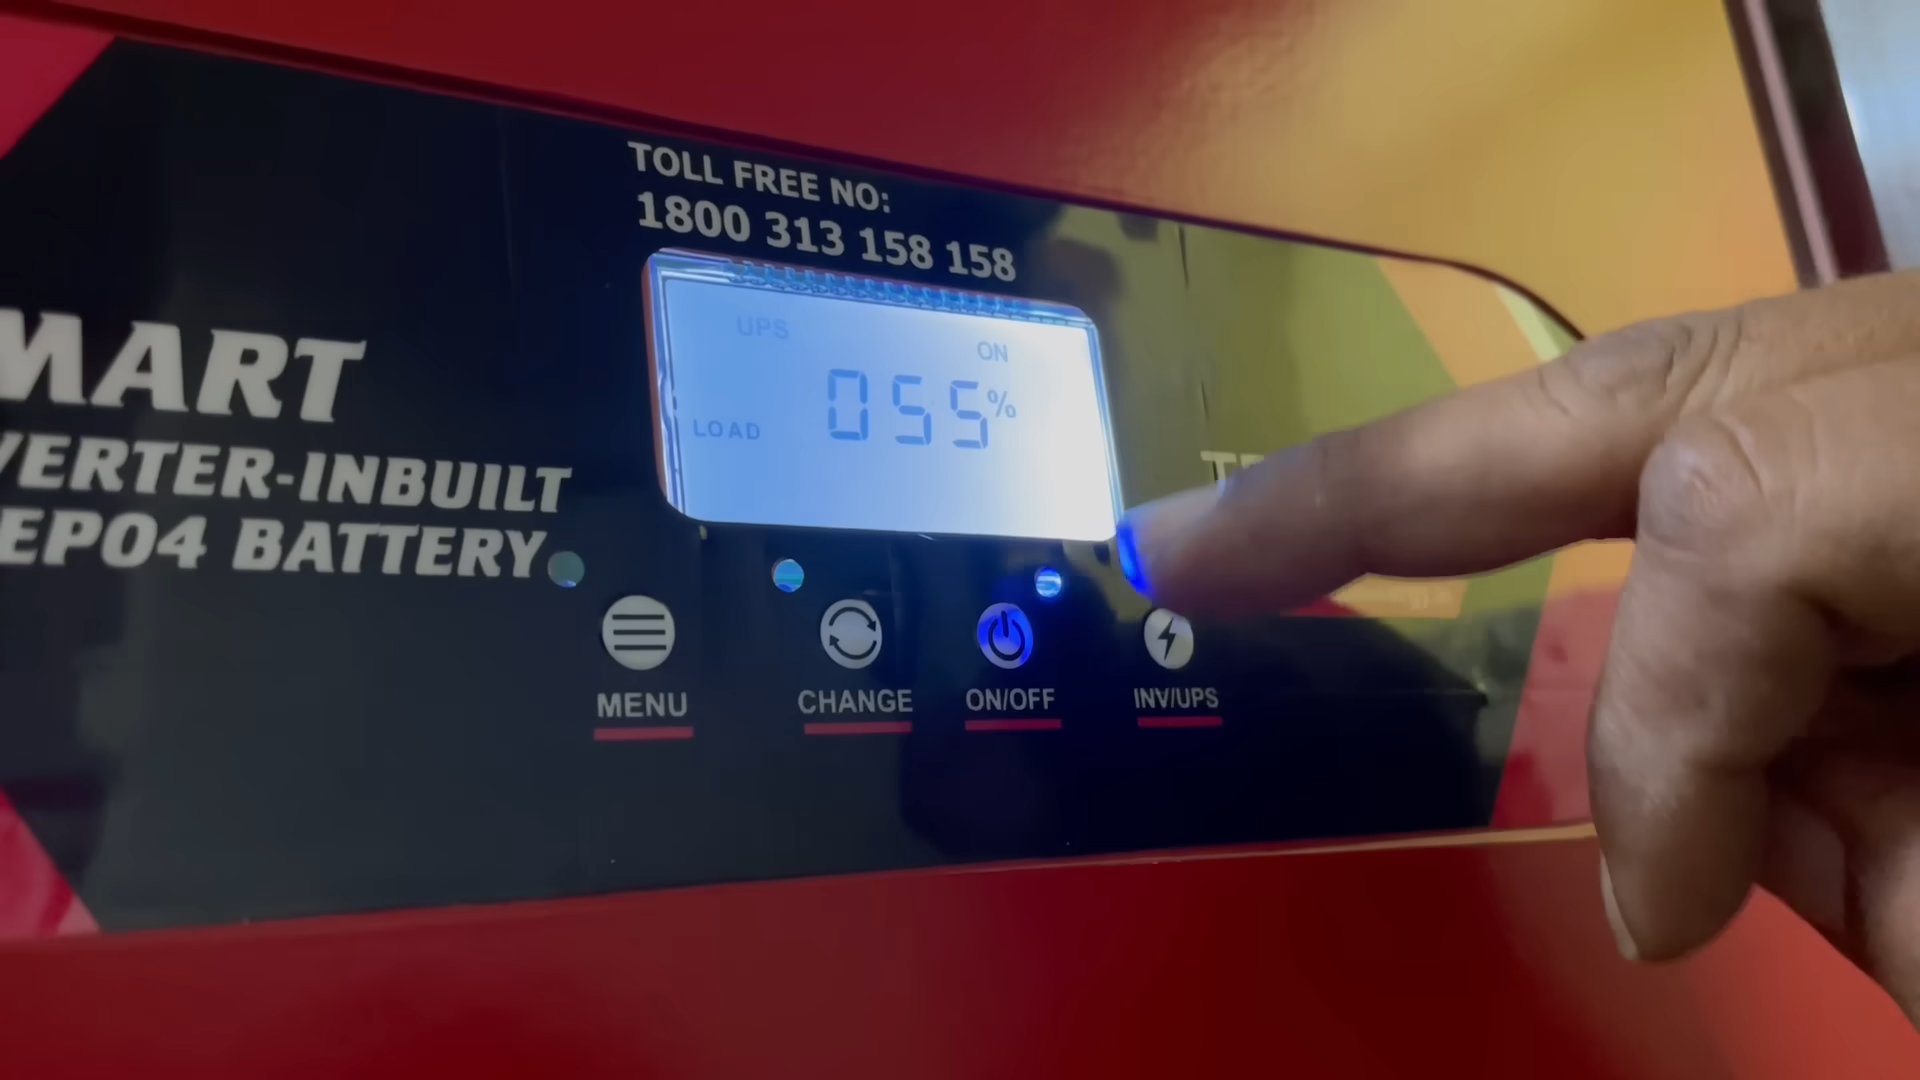 TOLL FREE NO:
1800 313 158 158
UPS
ON
055%
LOAD
MART
VERTER-INBUILT
EPO4 BATTERY
MENU
CHANGE
ON/OFF
INV/UPS